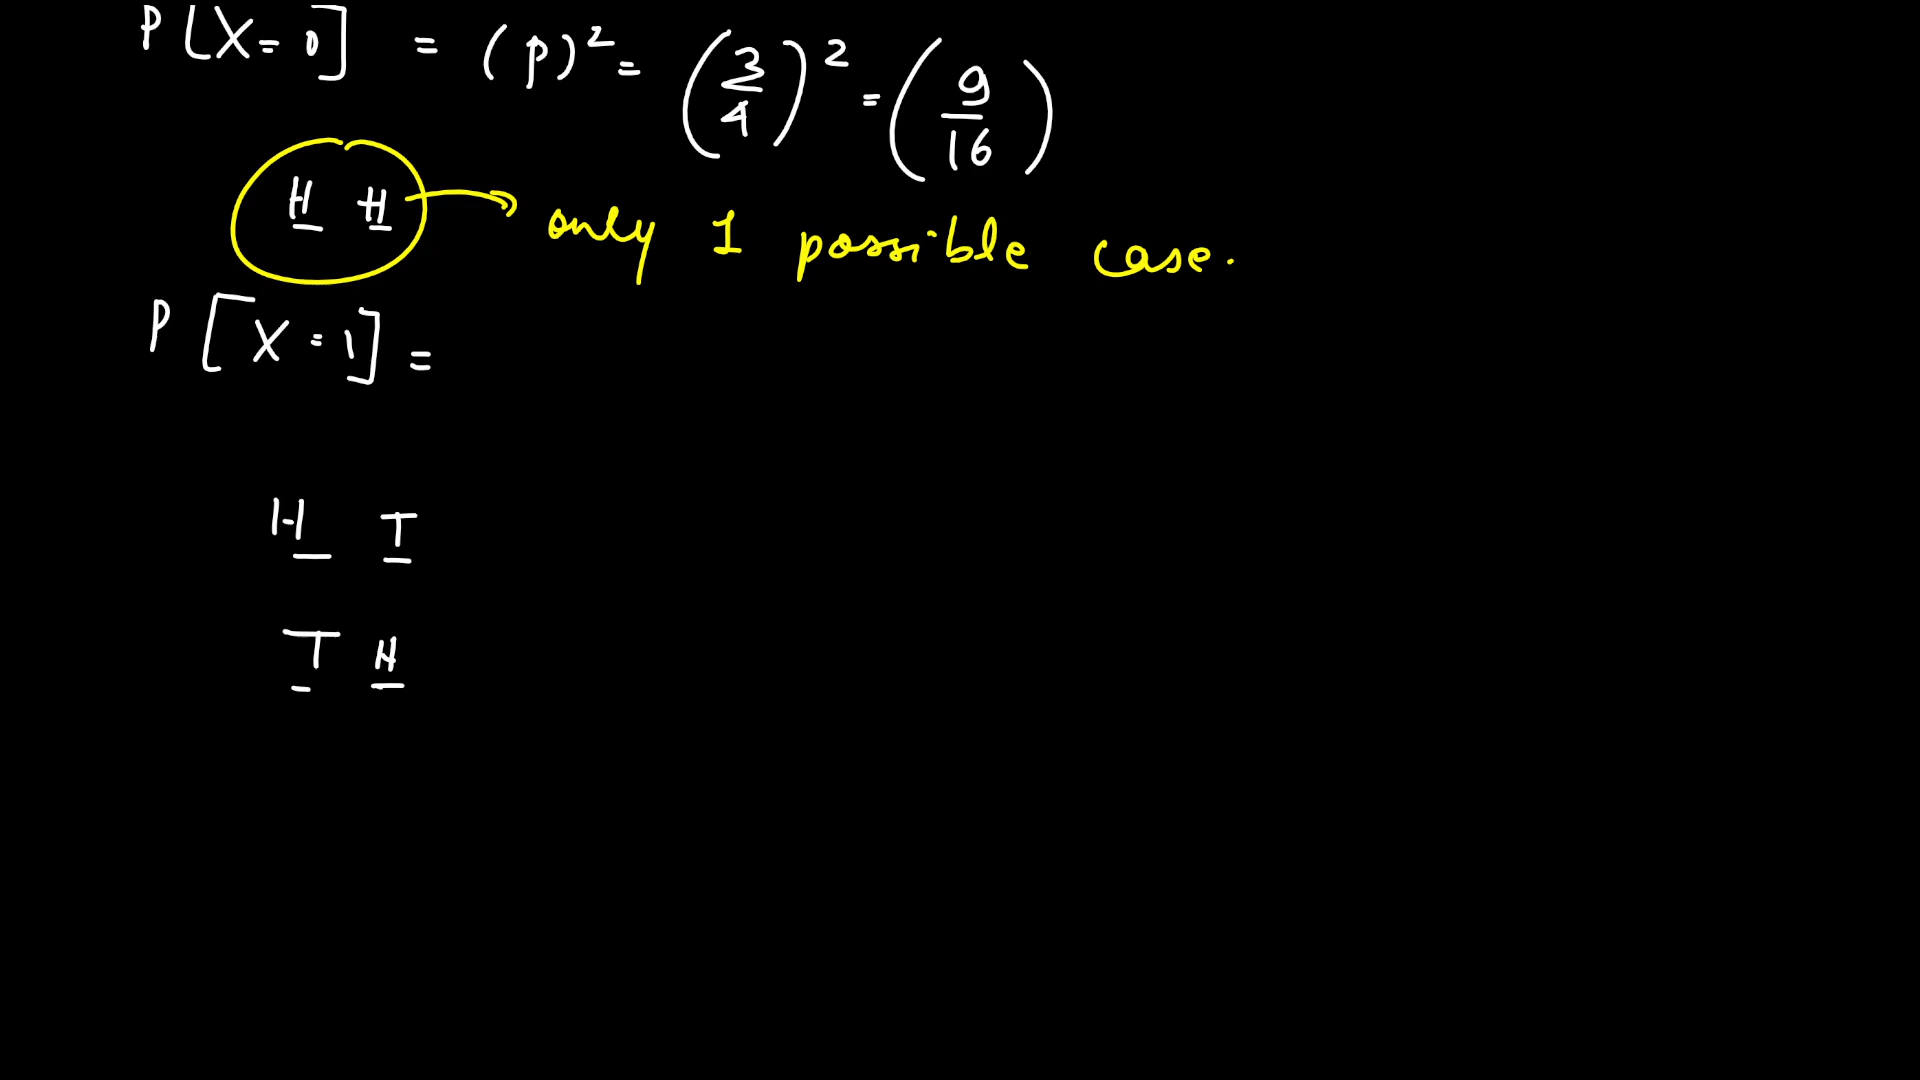 P[X=0] = (p)² = (3/4)² = (9/16)
H H → only 1 possible case.
P[X=1] =
H T
T H